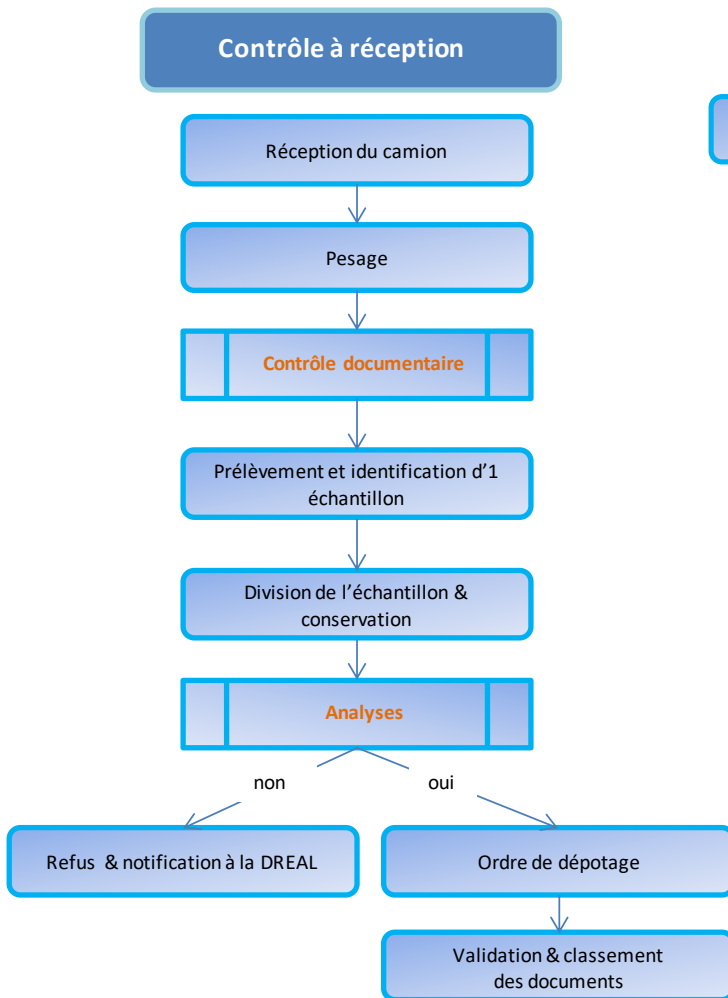 Contrôle à réception
Réception du camion
Pesage
Contrôle documentaire
Prélèvement et identification d’1
échantillon
Division de l’échantillon &
conservation
Analyses
non
oui
Refus & notification à la DREAL
Ordre de dépotage
Validation & classement
des documents